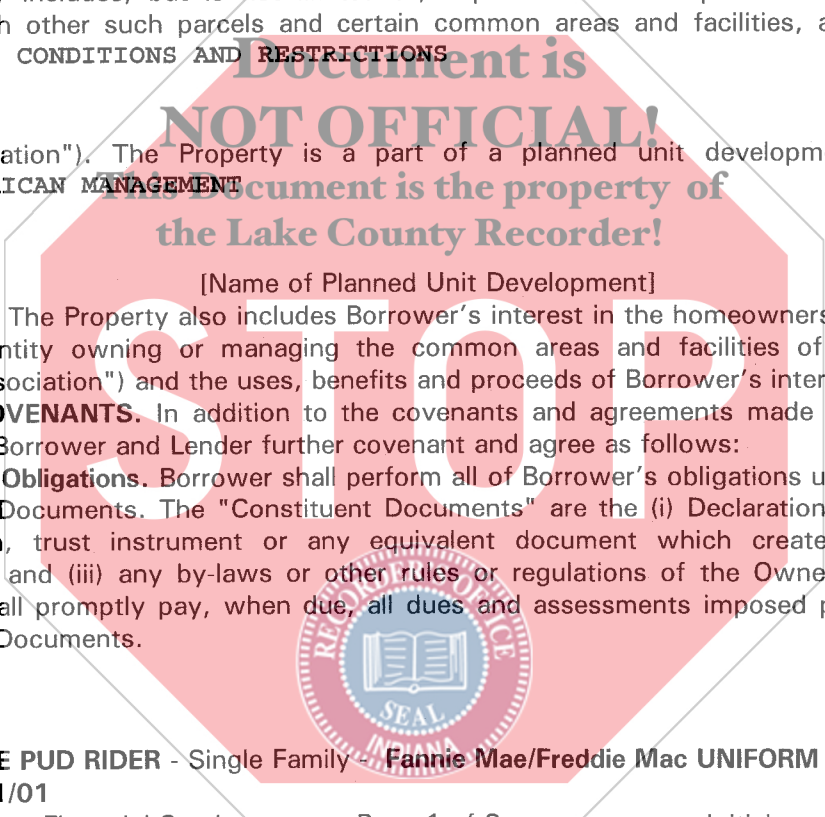 h other such parcels and certain common areas and facilities, a
CONDITIONS AND RESTRICTIONS
Document is
NOT OFFICIAL!
ation"). The Property is a part of a planned unit developm
ICAN MANAGEMENT
This Document is the property of
the Lake County Recorder!
[Name of Planned Unit Development]
The Property also includes Borrower's interest in the homeowners
ntity owning or managing the common areas and facilities of
sociation") and the uses, benefits and proceeds of Borrower's inter
OVENANTS. In addition to the covenants and agreements made
Borrower and Lender further covenant and agree as follows:
Obligations. Borrower shall perform all of Borrower's obligations u
Documents. The "Constituent Documents" are the (i) Declaration
, trust instrument or any equivalent document which create
and (iii) any by-laws or other rules or regulations of the Owne
all promptly pay, when due, all dues and assessments imposed p
Documents.
STOP
RECORDER'S OFFICE
SEAL
INDIANA
E PUD RIDER - Single Family - Fannie Mae/Freddie Mac UNIFORM
1/01